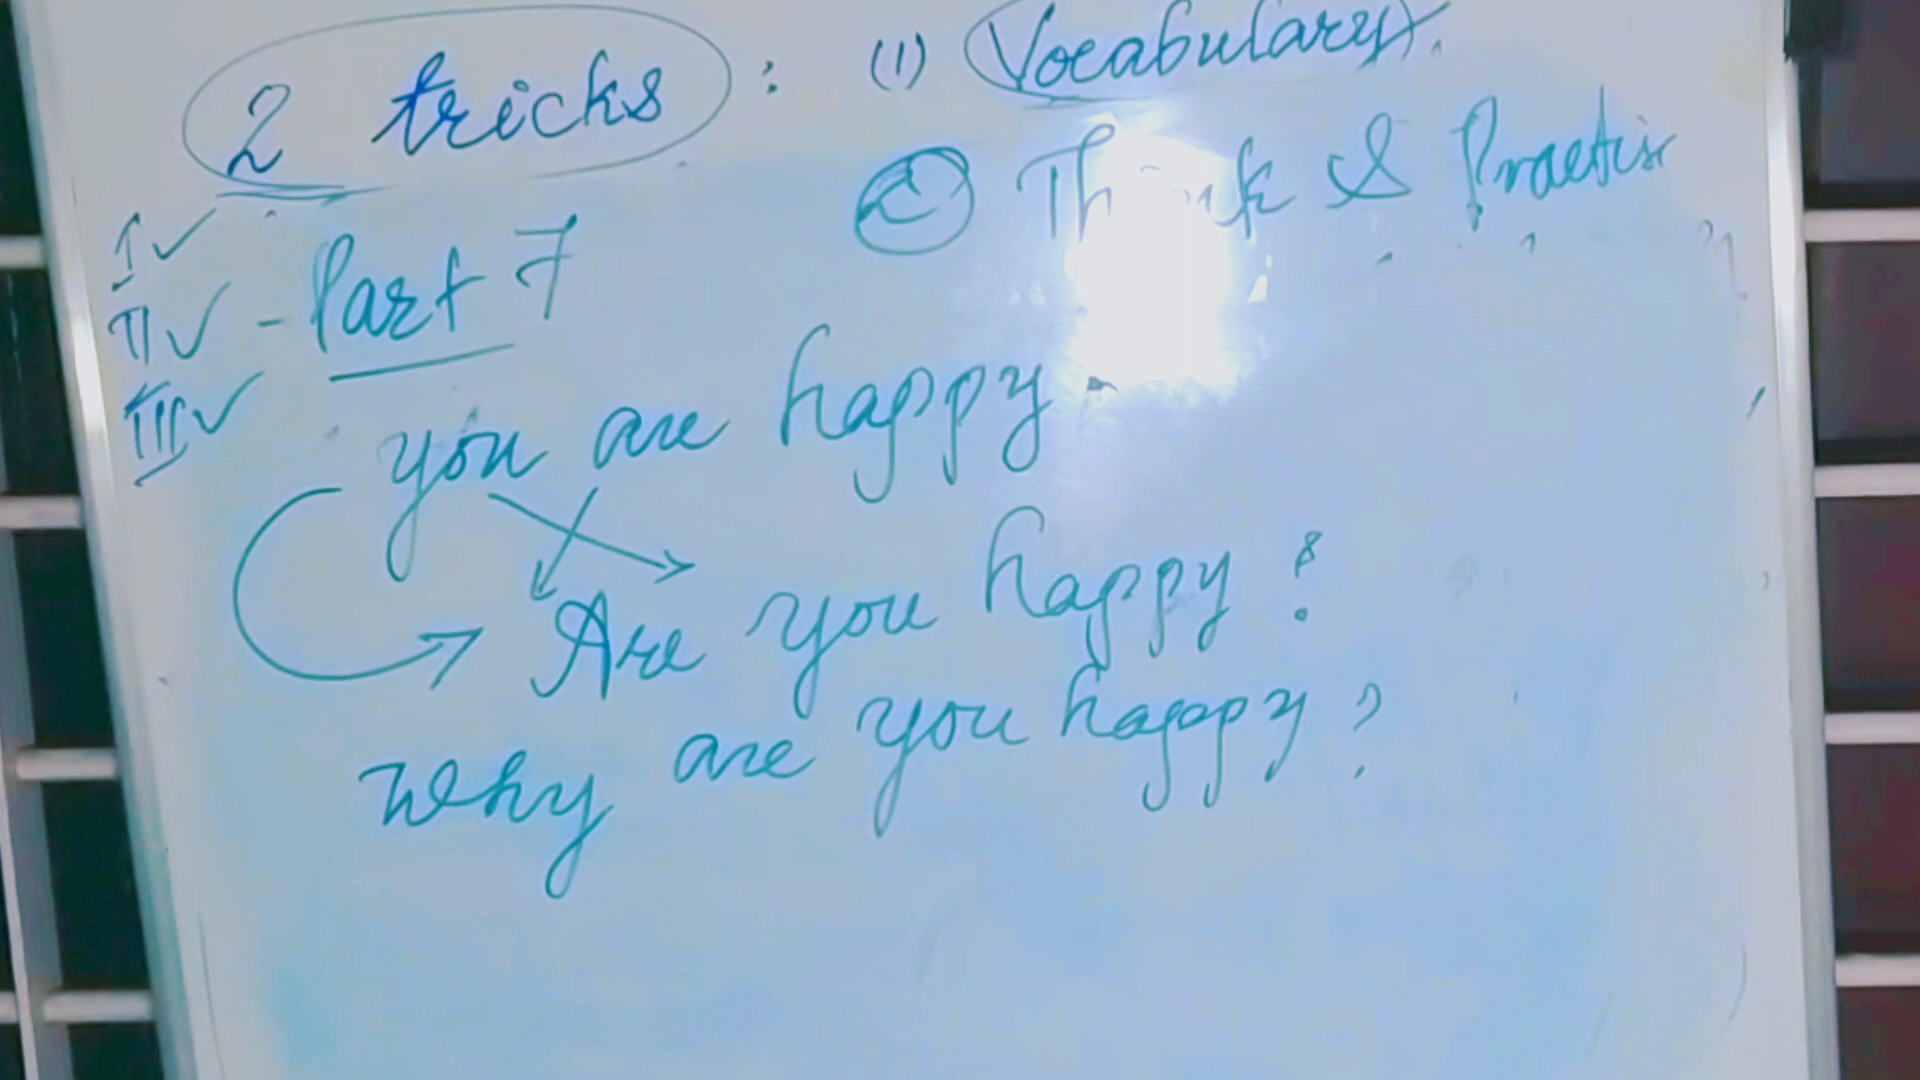 2 tricks : (1) Vocabulary.
(2) Think & Practise
I ✓
II ✓ - Part 7
III ✓
you are happy.
Are you happy ?
Why are you happy ?